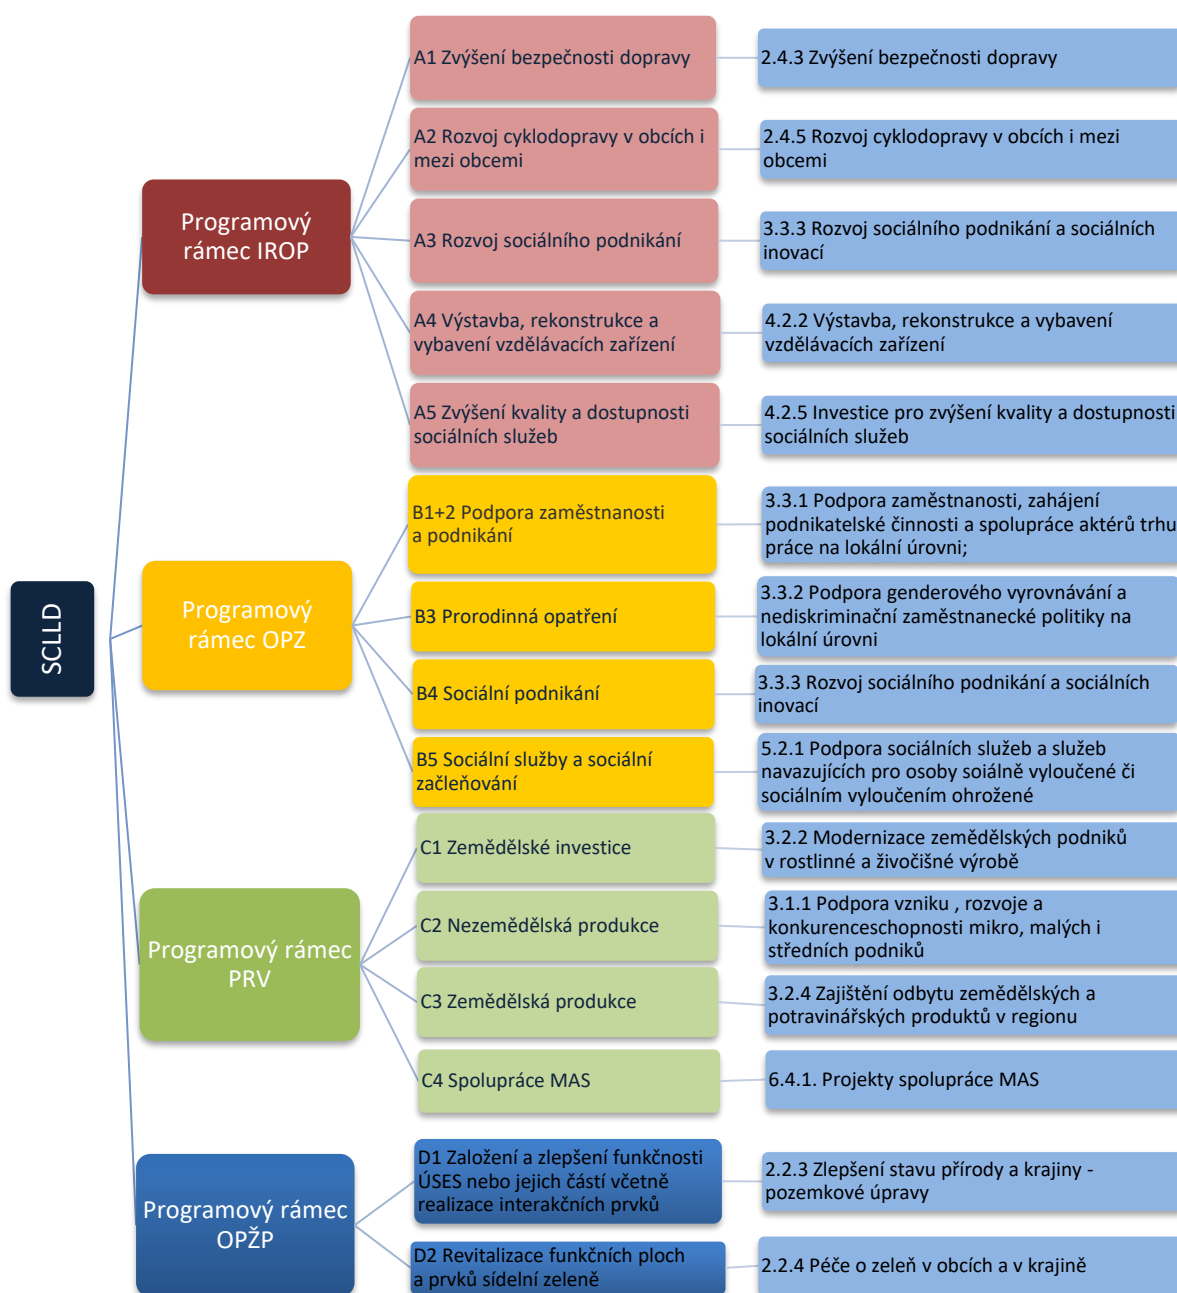 SCLLD
Programový
rámec IROP
A1 Zvýšení bezpečnosti dopravy
2.4.3 Zvýšení bezpečnosti dopravy
A2 Rozvoj cyklodopravy v obcích i
mezi obcemi
2.4.5 Rozvoj cyklodopravy v obcích i mezi
obcemi
A3 Rozvoj sociálního podnikání
3.3.3 Rozvoj sociálního podnikání a sociálních
inovací
A4 Výstavba, rekonstrukce a
vybavení vzdělávacích zařízení
4.2.2 Výstavba, rekonstrukce a vybavení
vzdělávacích zařízení
A5 Zvýšení kvality a dostupnosti
sociálních služeb
4.2.5 Investice pro zvýšení kvality a dostupnosti
sociálních služeb
Programový
rámec OPZ
B1+2 Podpora zaměstnanosti
a podnikání
3.3.1 Podpora zaměstnanosti, zahájení
podnikatelské činnosti a spolupráce aktérů trhu
práce na lokální úrovni;
B3 Prorodinná opatření
3.3.2 Podpora genderového vyrovnávání a
nediskriminační zaměstnanecké politiky na
lokální úrovni
B4 Sociální podnikání
3.3.3 Rozvoj sociálního podnikání a sociálních
inovací
B5 Sociální služby a sociální
začleňování
5.2.1 Podpora sociálních služeb a služeb
navazujících pro osoby soiálně vyloučené či
sociálním vyloučením ohrožené
Programový rámec
PRV
C1 Zemědělské investice
3.2.2 Modernizace zemědělských podniků
v rostlinné a živočišné výrobě
C2 Nezemědělská produkce
3.1.1 Podpora vzniku , rozvoje a
konkurenceschopnosti mikro, malých i
středních podniků
C3 Zemědělská produkce
3.2.4 Zajištění odbytu zemědělských a
potravinářských produktů v regionu
C4 Spolupráce MAS
6.4.1. Projekty spolupráce MAS
Programový rámec
OPŽP
D1 Založení a zlepšení funkčnosti
ÚSES nebo jejich částí včetně
realizace interakčních prvků
2.2.3 Zlepšení stavu přírody a krajiny -
pozemkové úpravy
D2 Revitalizace funkčních ploch
a prvků sídelní zeleně
2.2.4 Péče o zeleň v obcích a v krajině